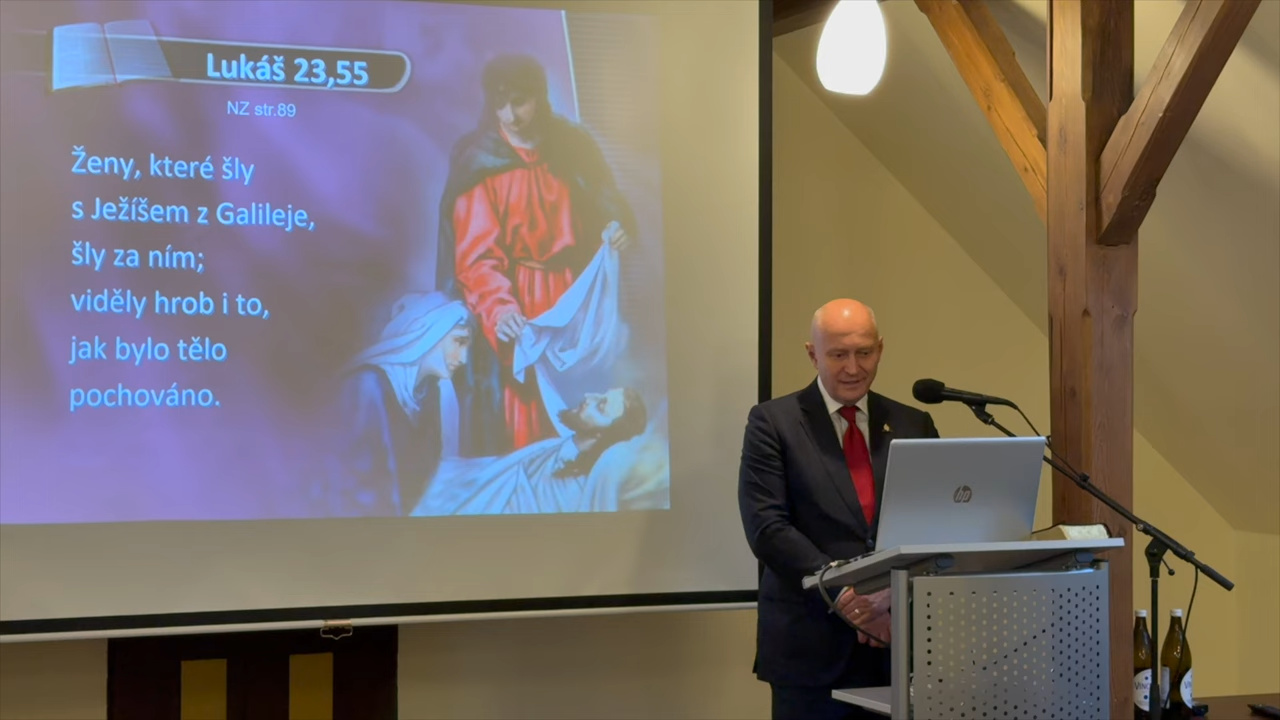 Lukáš 23,55
NZ str.89
Ženy, které šly
s Ježíšem z Galileje,
šly za ním;
viděly hrob i to,
jak bylo tělo
pochováno.
hp